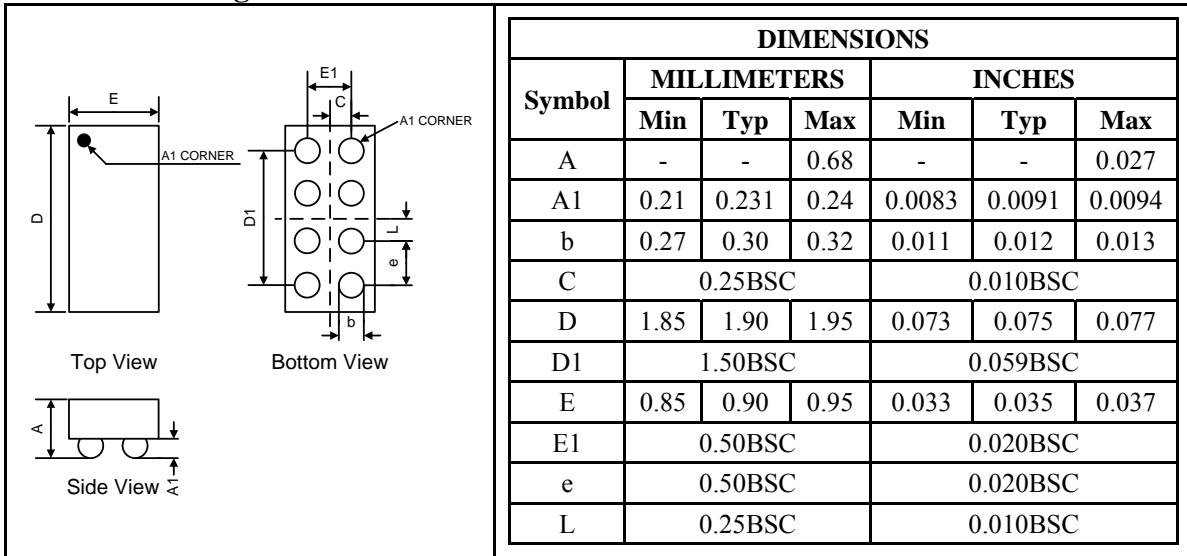 E
A1 CORNER
D
Top View
E1
C
A1 CORNER
D1
L
e
b
Bottom View
A
A1
Side View
DIMENSIONS
Symbol MILLIMETERS INCHES
Min Typ Max Min Typ Max
A - - 0.68 - - 0.027
A1 0.21 0.231 0.24 0.0083 0.0091 0.0094
b 0.27 0.30 0.32 0.011 0.012 0.013
C 0.25BSC 0.010BSC
D 1.85 1.90 1.95 0.073 0.075 0.077
D1 1.50BSC 0.059BSC
E 0.85 0.90 0.95 0.033 0.035 0.037
E1 0.50BSC 0.020BSC
e 0.50BSC 0.020BSC
L 0.25BSC 0.010BSC